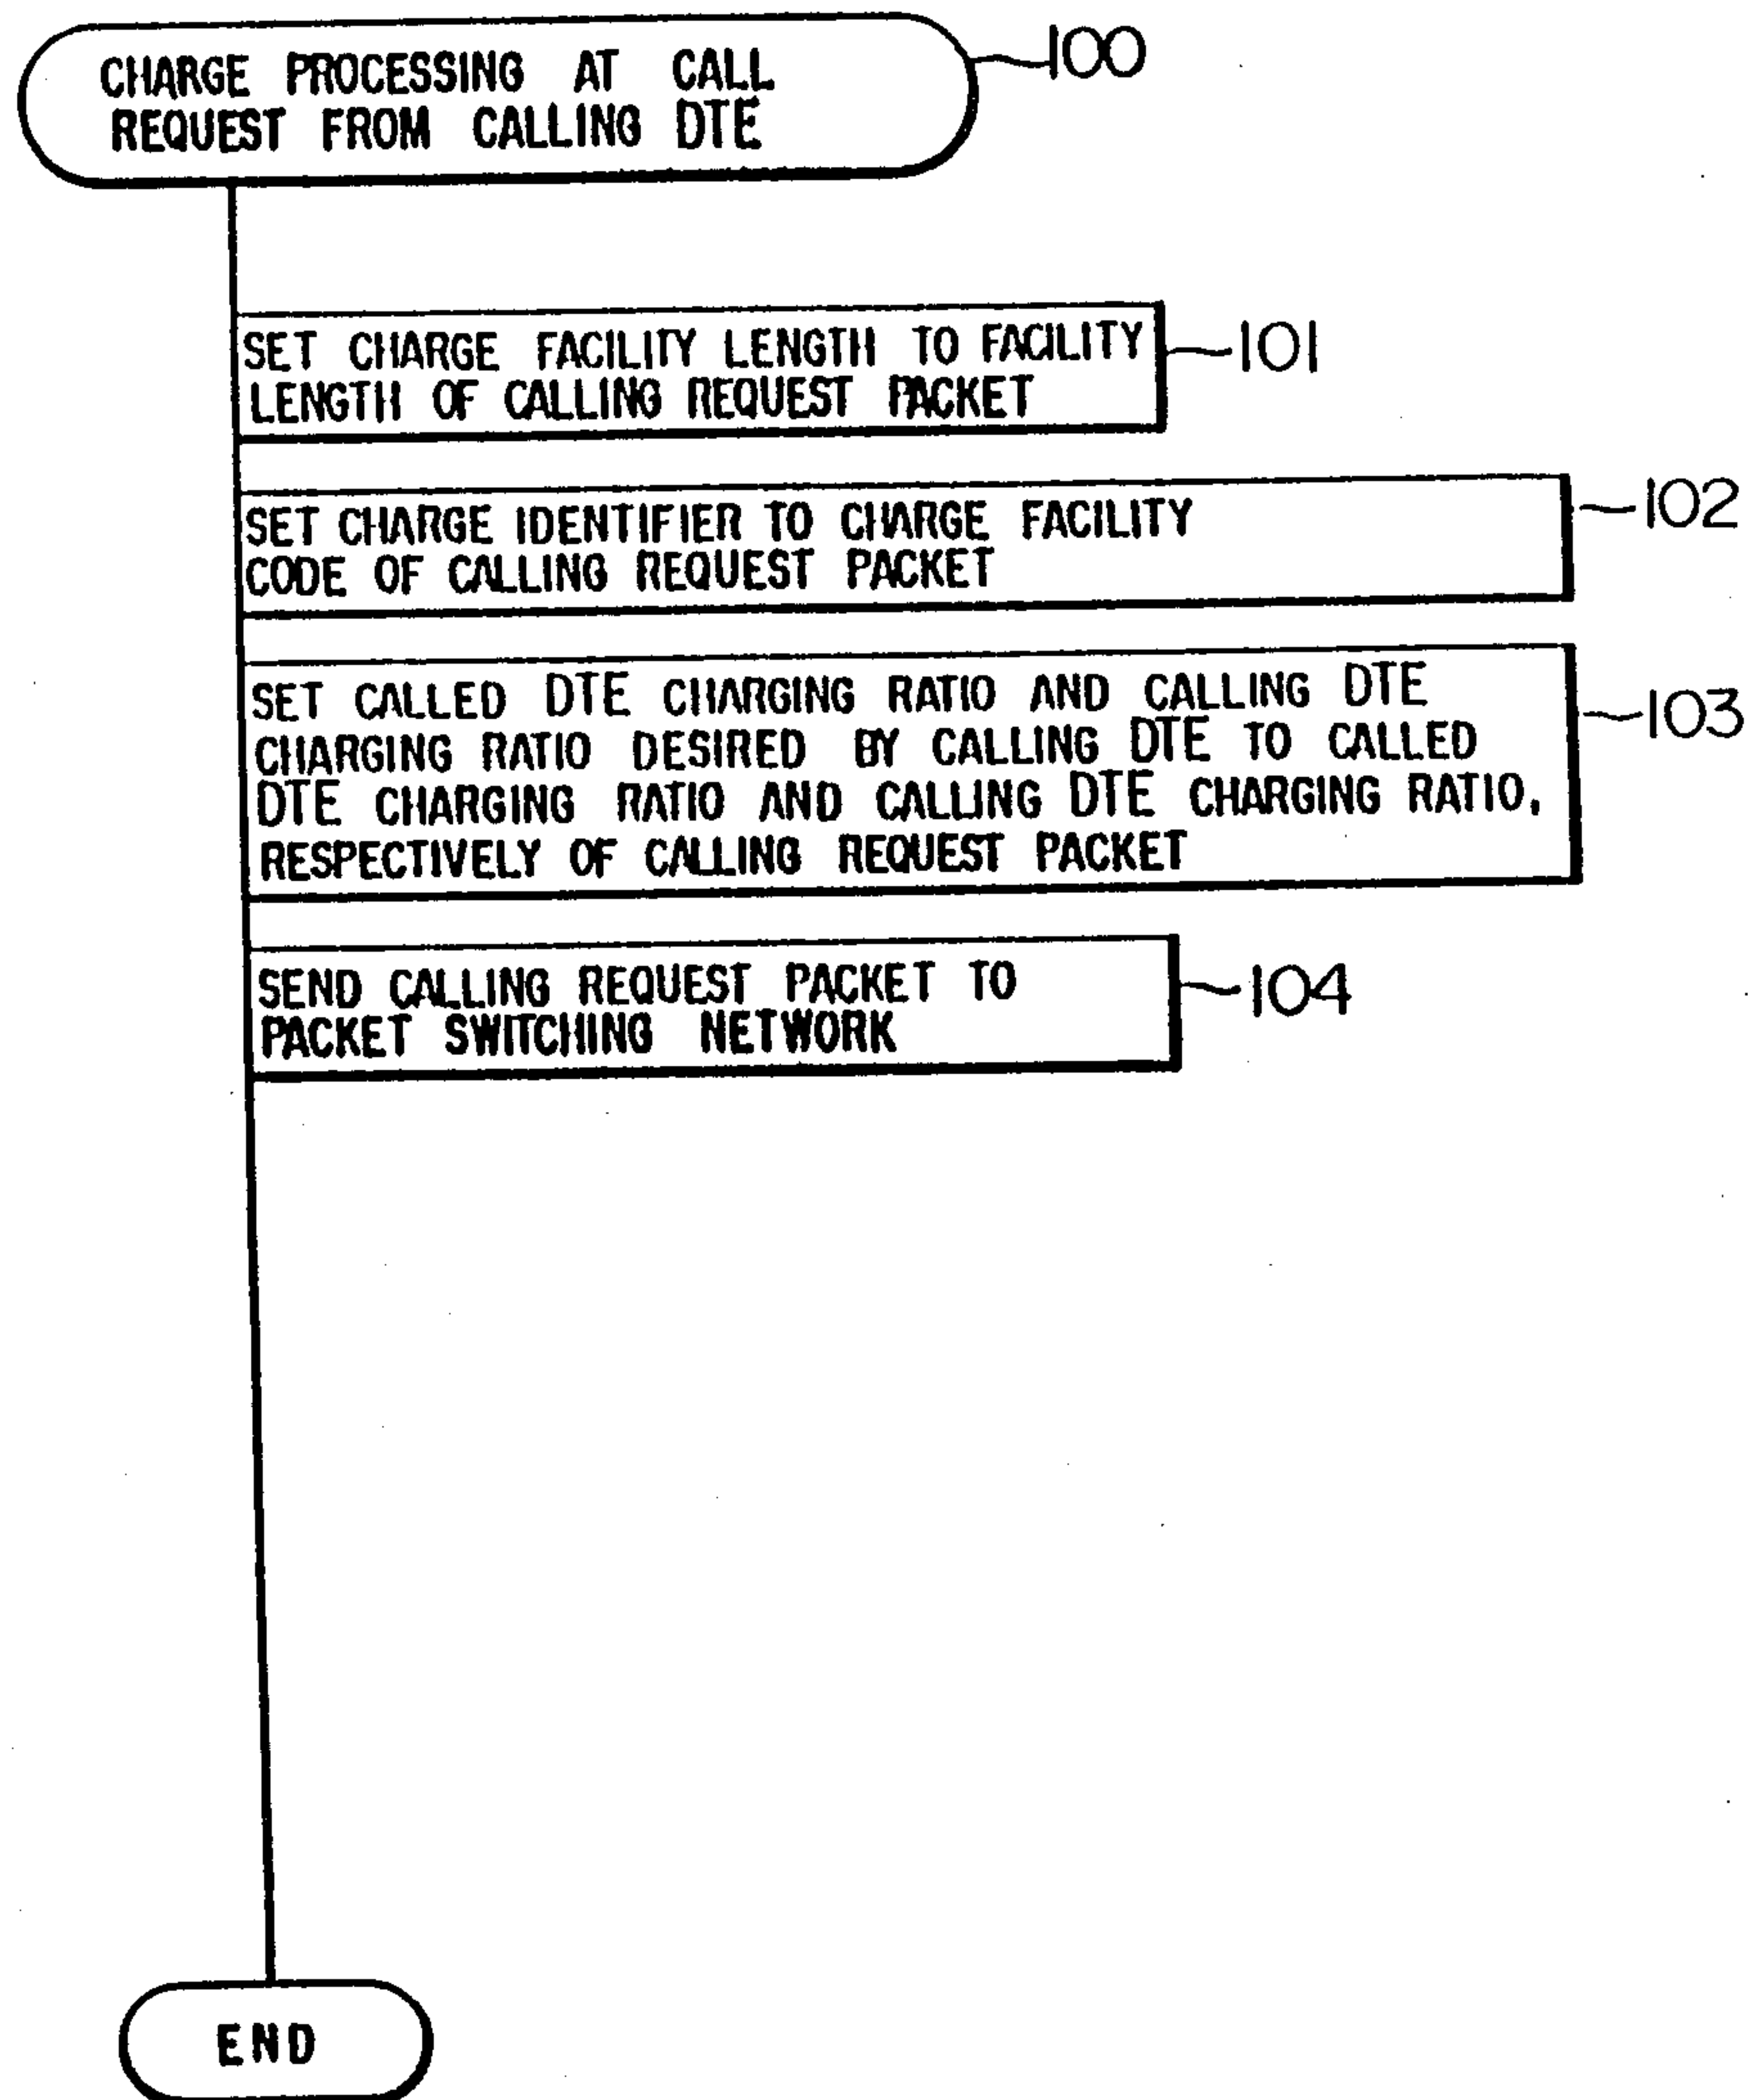 CHARGE PROCESSING AT CALL
REQUEST FROM CALLING DTE
100
SET CHARGE FACILITY LENGTH TO FACILITY
LENGTH OF CALLING REQUEST PACKET
101
SET CHARGE IDENTIFIER TO CHARGE FACILITY
CODE OF CALLING REQUEST PACKET
102
SET CALLED DTE CHARGING RATIO AND CALLING DTE
CHARGING RATIO DESIRED BY CALLING DTE TO CALLED
DTE CHARGING RATIO AND CALLING DTE CHARGING RATIO,
RESPECTIVELY OF CALLING REQUEST PACKET
103
SEND CALLING REQUEST PACKET TO
PACKET SWITCHING NETWORK
104
END